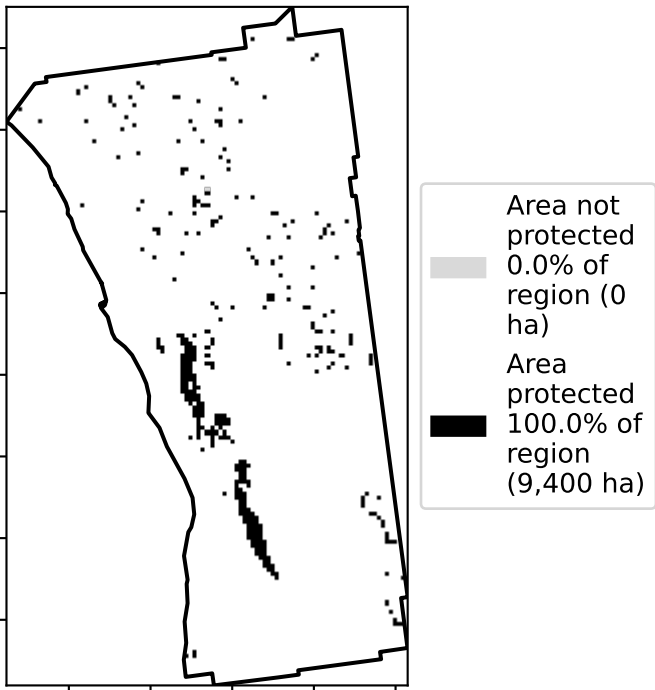 Area not
protected
0.0% of
region (0
ha)
Area
protected
100.0% of
region
(9,400 ha)